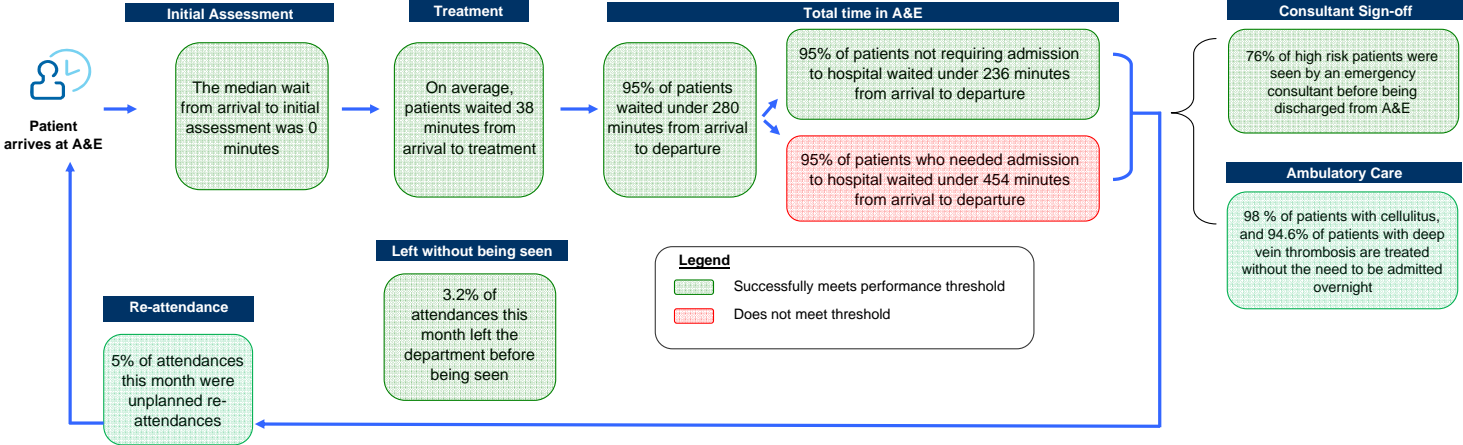 Initial Assessment
Treatment
Total time in A&E
Consultant Sign-off
Patient
arrives at A&E
The median wait
from arrival to initial
assessment was 0
minutes
On average,
patients waited 38
minutes from
arrival to treatment
95% of patients
waited under 280
minutes from arrival
to departure
95% of patients not requiring admission
to hospital waited under 236 minutes
from arrival to departure
95% of patients who needed admission
to hospital waited under 454 minutes
from arrival to departure
76% of high risk patients were
seen by an emergency
consultant before being
discharged from A&E
Ambulatory Care
98 % of patients with cellulitus,
and 94.6% of patients with deep
vein thrombosis are treated
without the need to be admitted
overnight
Left without being seen
3.2% of
attendances this
month left the
department before
being seen
Legend
Successfully meets performance threshold
Does not meet threshold
Re-attendance
5% of attendances
this month were
unplanned re-
attendances